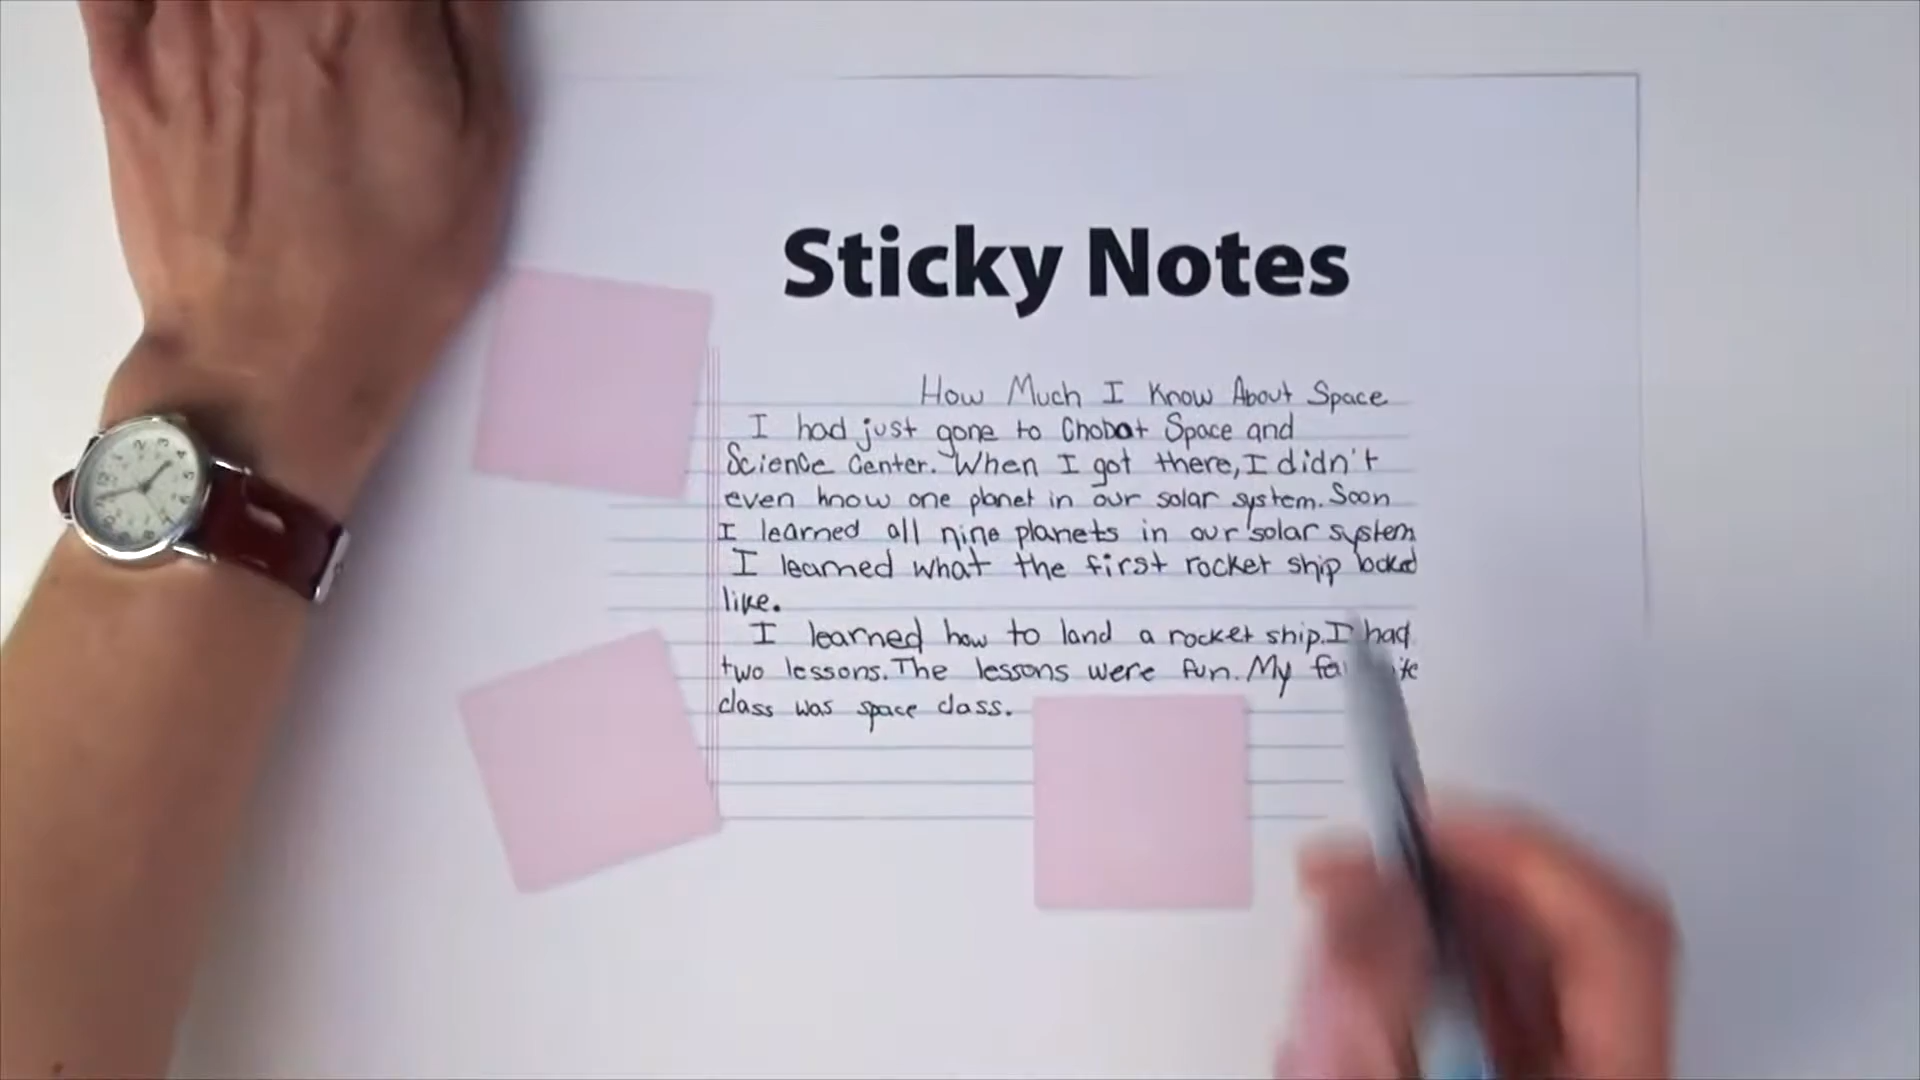 Sticky Notes
How Much I Know About Space
I had just gone to Chobot Space and
Science Center. When I got there, I didn't
even know one planet in our solar system. Soon
I learned all nine planets in our solar system
I learned what the first rocket ship looked
like.
I learned how to land a rocket ship. I had
two lessons. The lessons were fun. My
class was space class.